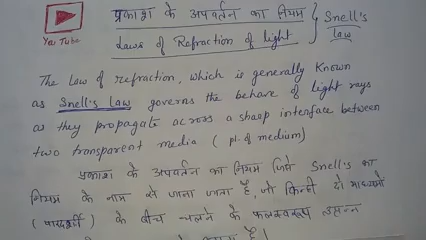 प्रकाश के अपवर्तन का नियम
Snell's
Law
Laws of Refraction of light
You Tube
The Law of refraction, which is generally known
as Snell's Law governs the behave of light rays
as they propagate across a sharp interface between
two transparent media ( pl. of medium)
प्रकाश के अपवर्तन का नियम जिसे Snell's का
नियम के नाम से जाना जाता है, जो किन्ही दो माध्यमो
( पारदर्शी ) के बीच चलने के फलस्वरूप उत्पन्न